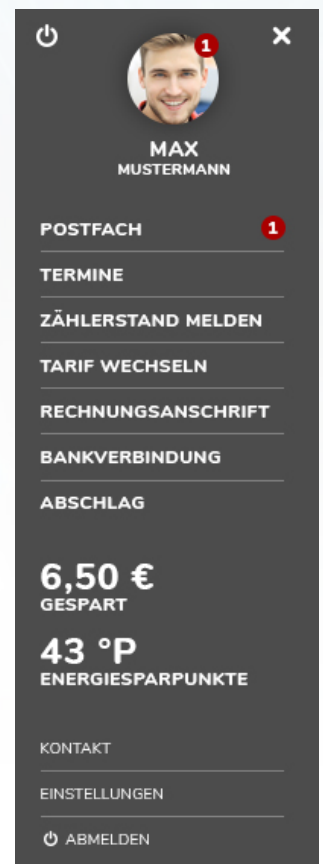 1
MAX
MUSTERMANN
POSTFACH 1
TERMINE
ZÄHLERSTAND MELDEN
TARIF WECHSELN
RECHNUNGSANSCHRIFT
BANKVERBINDUNG
ABSCHLAG
6,50 €
GESPART
43 °P
ENERGIESPARPUNKTE
KONTAKT
EINSTELLUNGEN
ABMELDEN